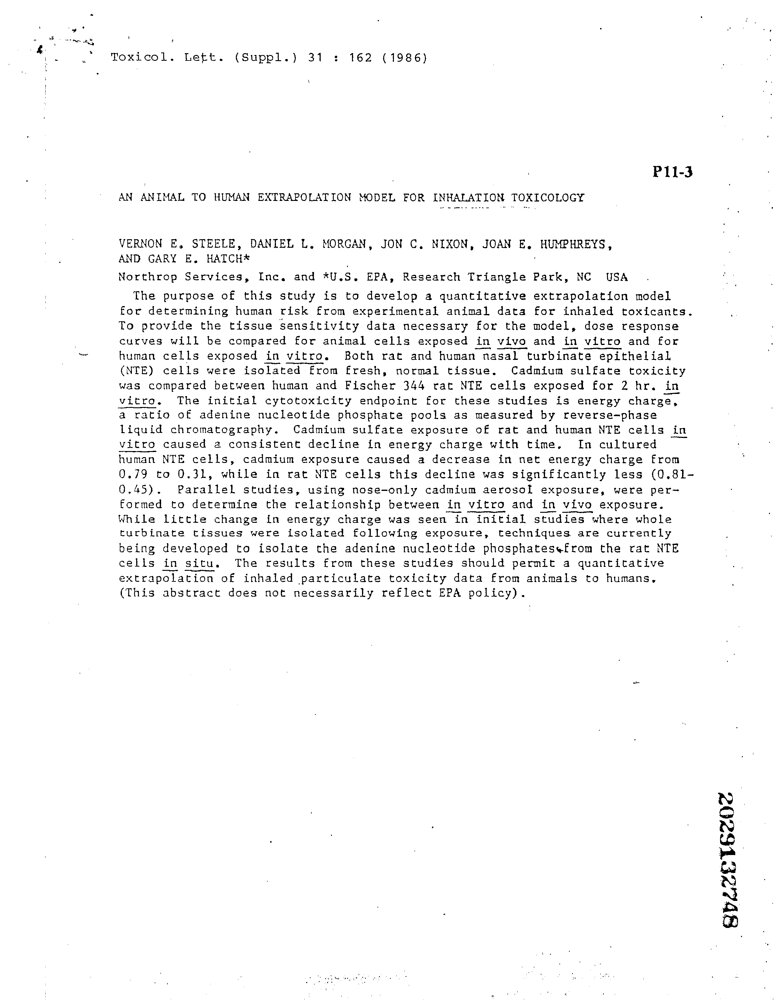 Toxicol. Lett. (Suppl.) 31 : 162 (1986)
P11-3
AN ANIMAL TO HUMAN EXTRAPOLATION MODEL FOR INHALATION TOXICOLOGY
VERNON E. STEELE, DANIEL L. MORGAN, JON C. NIXON, JOAN E. HUMPHREYS,
AND GARY E. HATCH*
Northrop Services, Inc. and *U.S. EPA, Research Triangle Park, NC USA
The purpose of this study is to develop a quantitative extrapolation model
for determining human risk from experimental animal data for inhaled toxicants.
To provide the tissue sensitivity data necessary for the model, dose response
curves will be compared for animal cells exposed in vivo and in vitro and for
human cells exposed in vitro. Both rat and human nasal turbinate epithelial
(NTE) cells were isolated from fresh, normal tissue. Cadmium sulfate toxicity
was compared between human and Fischer 344 rat NTE cells exposed for 2 hr. in
vitro. The initial cytotoxicity endpoint for these studies is energy charge,
a ratio of adenine nucleotide phosphate pools as measured by reverse-phase
liquid chromatography. Cadmium sulfate exposure of rat and human NTE cells in
vitro caused a consistent decline in energy charge with time. In cultured
human NTE cells, cadmium exposure caused a decrease in net energy charge from
0.79 to 0.31, while in rat NTE cells this decline was significantly less (0.81-
0.45). Parallel studies, using nose-only cadmium aerosol exposure, were per-
formed to determine the relationship between in vitro and in vivo exposure.
While little change in energy charge was seen in initial studies where whole
turbinate tissues were isolated following exposure, techniques are currently
being developed to isolate the adenine nucleotide phosphates from the rat NTE
cells in situ. The results from these studies should permit a quantitative
extrapolation of inhaled particulate toxicity data from animals to humans.
(This abstract does not necessarily reflect EPA policy).
2029132748